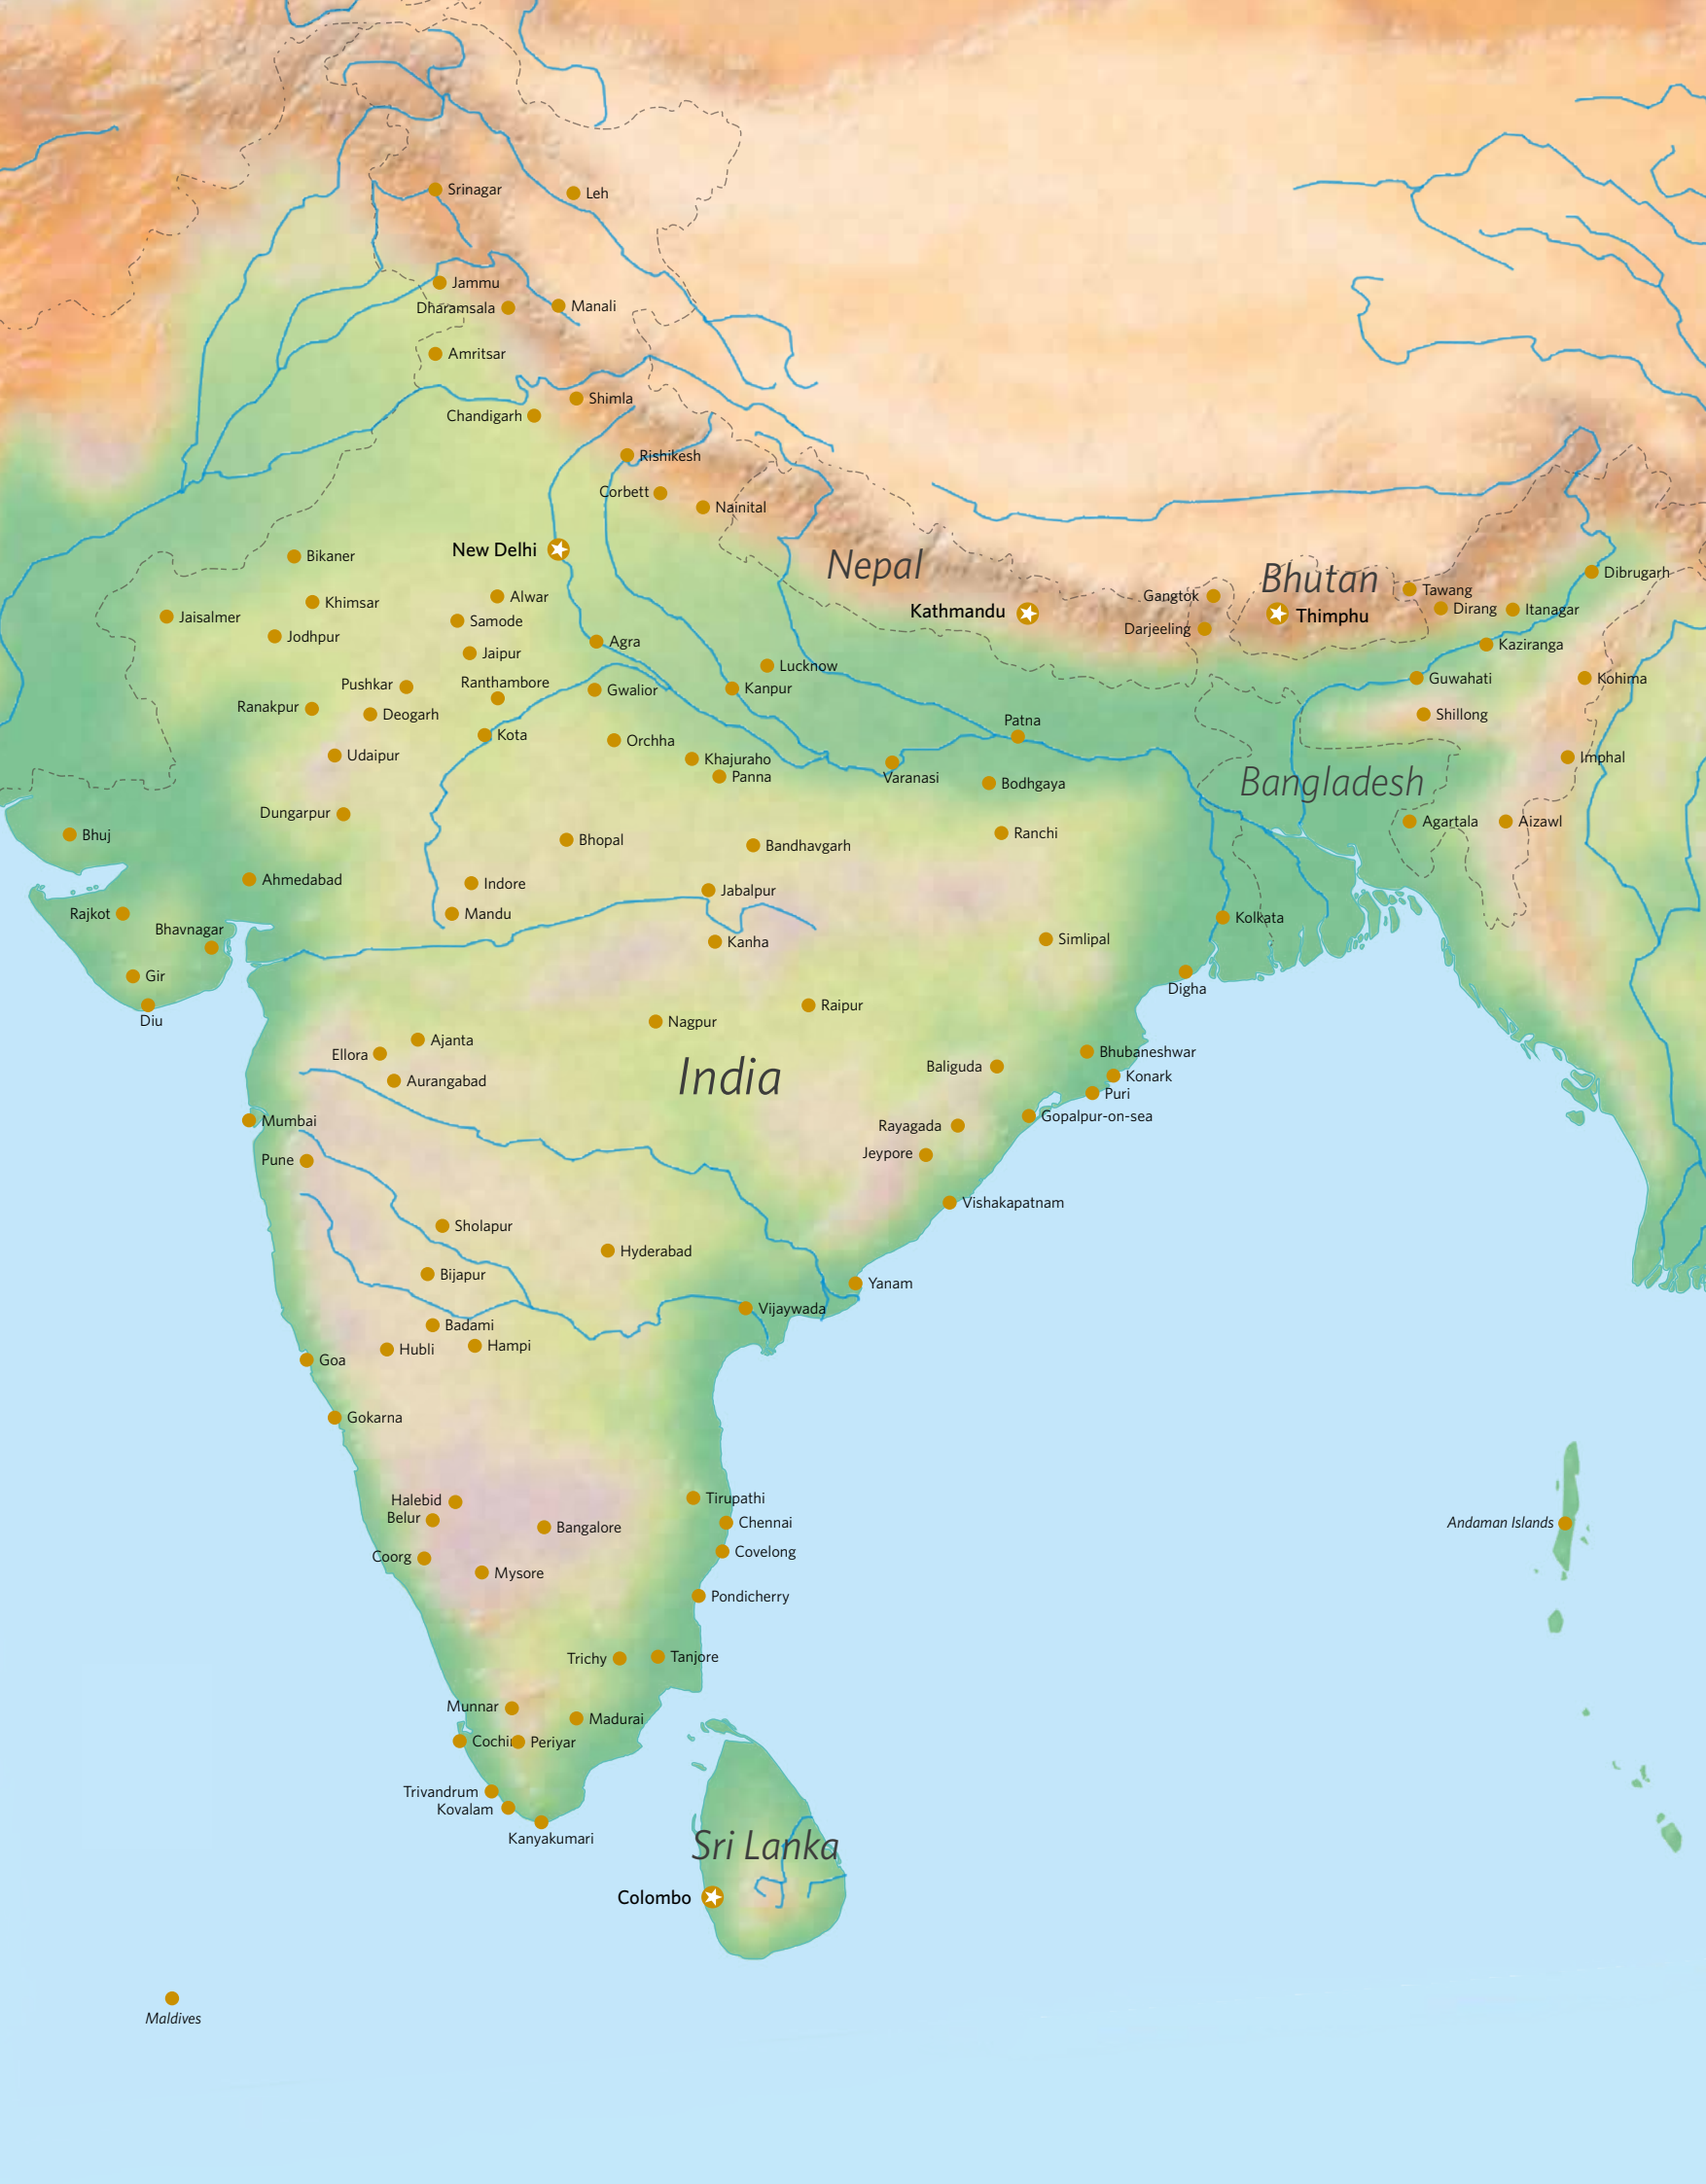 Srinagar
Leh
Jammu
Dharamsala
Manali
Amritsar
Shimla
Chandigarh
Rishikesh
Corbett
Nainital
New Delhi
Bikaner
Nepal
Bhutan
Dibrugarh
Tawang
Gangtok
Alwar
Khimsar
Dirang
Itanagar
Kathmandu
Thimphu
Jaisalmer
Samode
Darjeeling
Jodhpur
Agra
Kaziranga
Jaipur
Lucknow
Guwahati
Kohima
Pushkar
Ranthambore
Gwalior
Kanpur
Ranakpur
Deogarh
Shillong
Patna
Kota
Orchha
Udaipur
Khajuraho
Imphal
Panna
Varanasi
Bodhgaya
Bangladesh
Dungarpur
Agartala
Aizawl
Bhuj
Ranchi
Bhopal
Bandhavgarh
Ahmedabad
Indore
Jabalpur
Rajkot
Mandu
Kolkata
Bhavnagar
Kanha
Simlipal
Gir
Digha
Diu
Raipur
Nagpur
Ajanta
Ellora
Bhubaneshwar
Aurangabad
India
Baliguda
Konark
Puri
Mumbai
Gopalpur-on-sea
Rayagada
Pune
Jeypore
Vishakapatnam
Sholapur
Hyderabad
Bijapur
Yanam
Vijaywada
Badami
Hubli
Hampi
Goa
Gokarna
Halebid
Tirupathi
Belur
Bangalore
Chennai
Andaman Islands
Coorg
Covelong
Mysore
Pondicherry
Trichy
Tanjore
Munnar
Madurai
Cochin
Periyar
Trivandrum
Kovalam
Kanyakumari
Sri Lanka
Colombo
Maldives